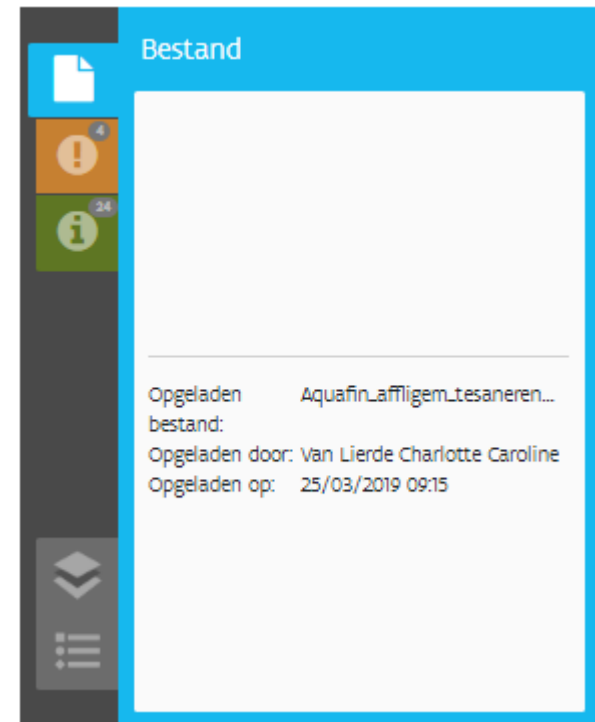 Bestand
4
24
Opgeladen bestand: Aquafin_affligem_tesaneren...
Opgeladen door: Van Lierde Charlotte Caroline
Opgeladen op: 25/03/2019 09:15